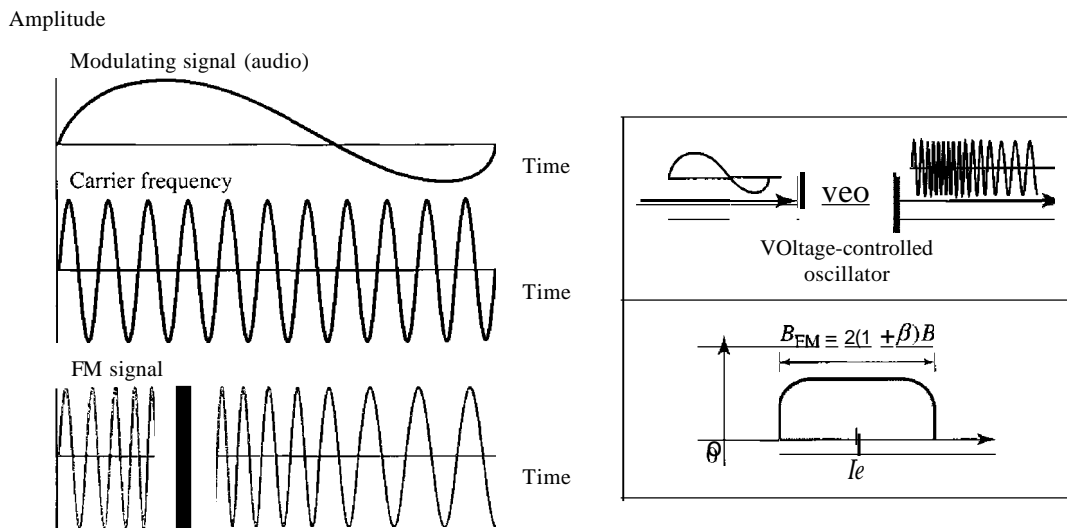 Amplitude
Modulating signal (audio)
Time
Carrier frequency
Time
FM signal
Time
veo
VOltage-controlled
oscillator
B_FM = 2(1 +β)B
0
Ie